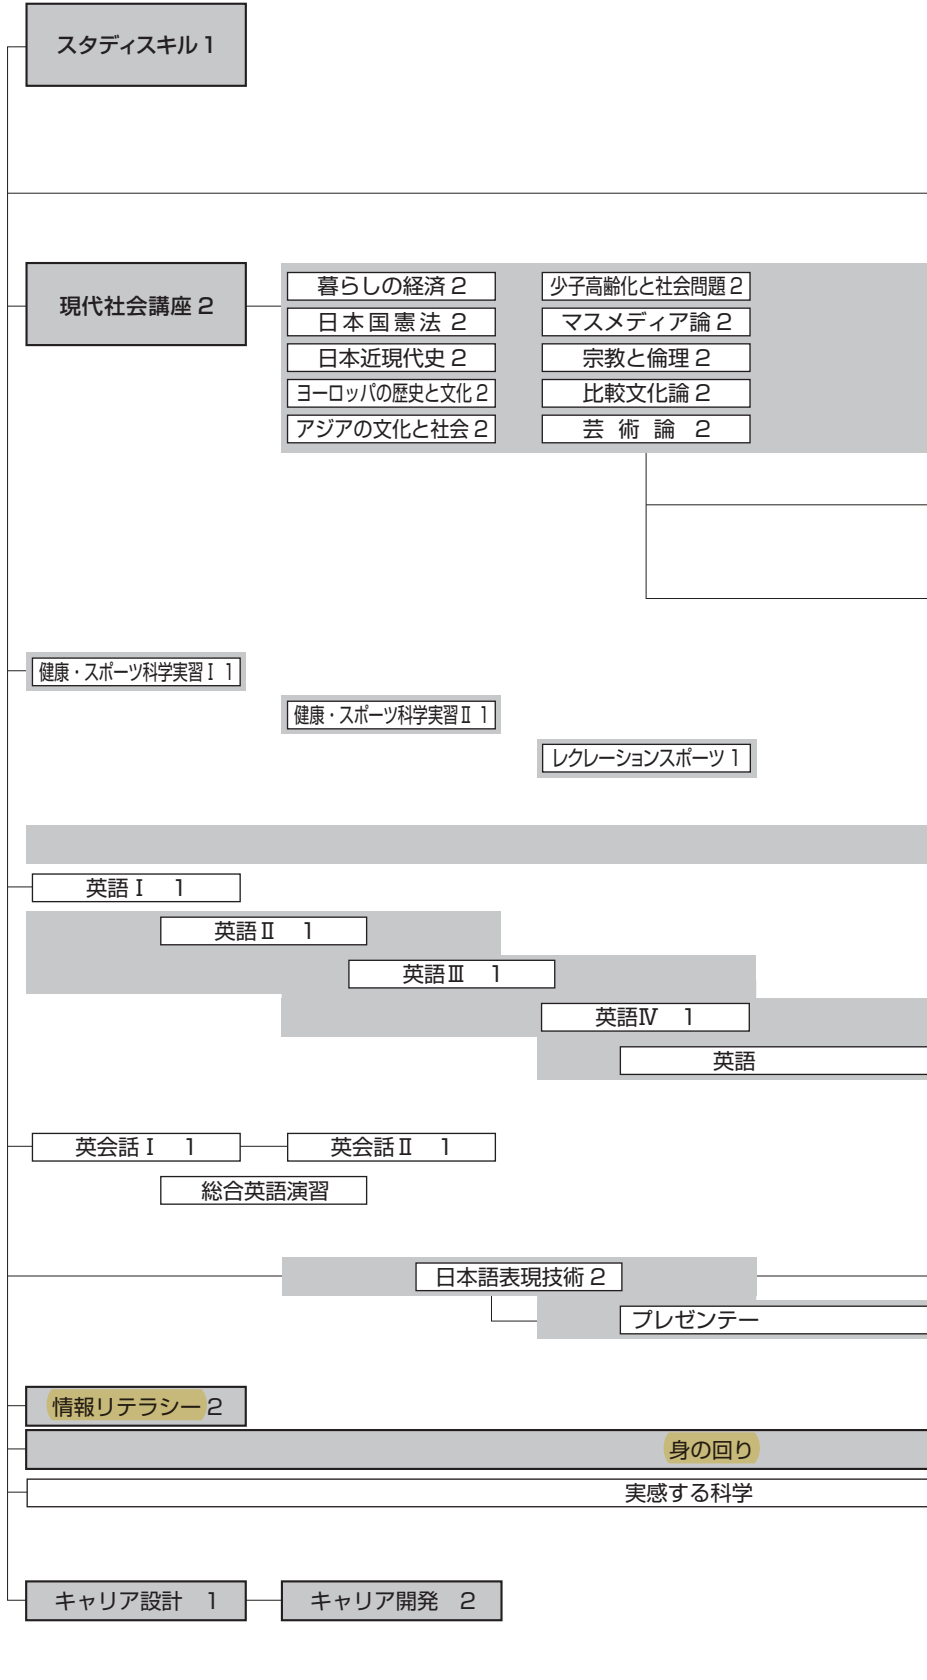 スタディスキル 1
現代社会講座 2
暮らしの経済 2
少子高齢化と社会問題 2
日本国憲法 2
マスメディア論 2
日本近現代史 2
宗教と倫理 2
ヨーロッパの歴史と文化 2
比較文化論 2
アジアの文化と社会 2
芸術論 2
健康・スポーツ科学実習Ⅰ 1
健康・スポーツ科学実習Ⅱ 1
レクレーションスポーツ 1
英語Ⅰ 1
英語Ⅱ 1
英語Ⅲ 1
英語Ⅳ 1
英語
英会話Ⅰ 1
英会話Ⅱ 1
総合英語演習
日本語表現技術 2
プレゼンテー
情報リテラシー 2
身の回り
実感する科学
キャリア設計 1
キャリア開発 2